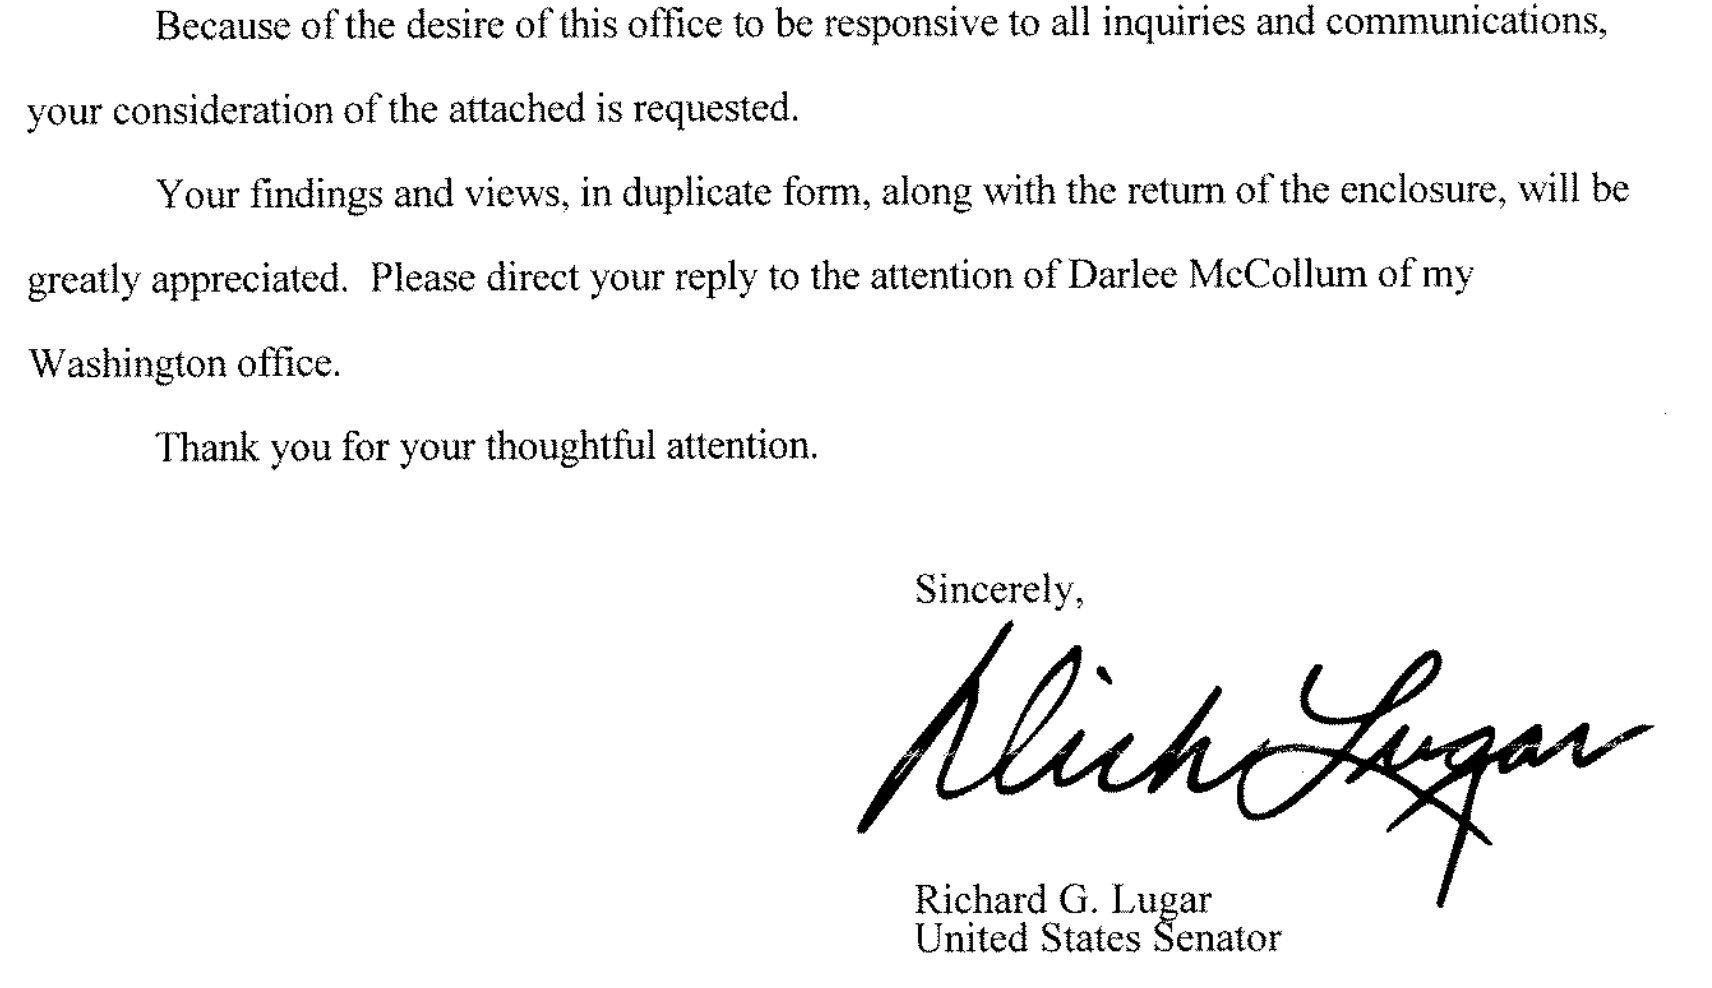 Because of the desire of this office to be responsive to all inquiries and communications,
your consideration of the attached is requested.
Your findings and views, in duplicate form, along with the return of the enclosure, will be
greatly appreciated.  Please direct your reply to the attention of Darlee McCollum of my
Washington office.
Thank you for your thoughtful attention.
Sincerely,
Dick Lugar
Richard G. Lugar
United States Senator